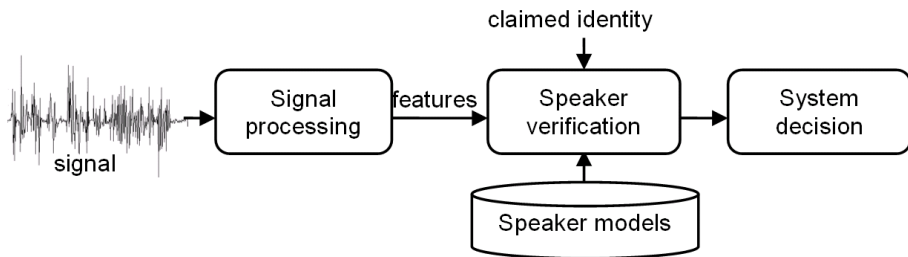 claimed identity
Signal
processing
features
Speaker
verification
System
decision
signal
Speaker models